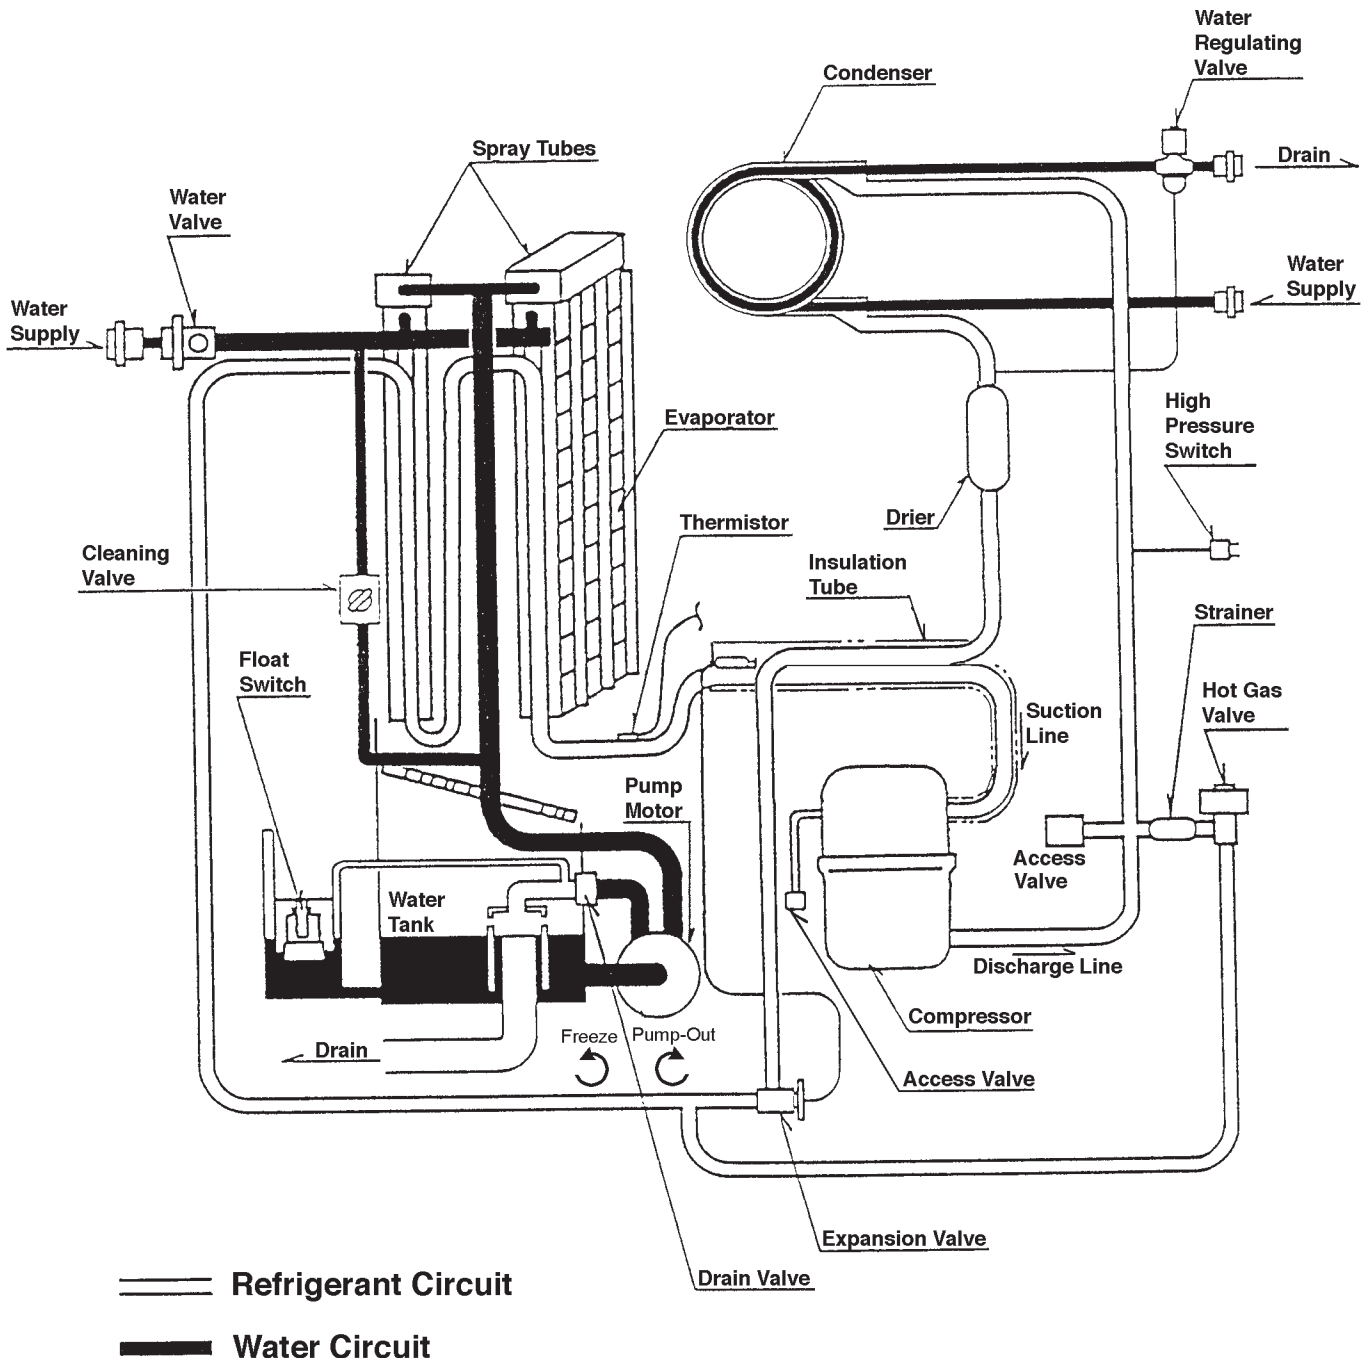 Water
Regulating
Valve
Condenser
Drain
Spray Tubes
Water
Valve
Water
Supply
Water
Supply
High
Pressure
Switch
Evaporator
Thermistor
Drier
Cleaning
Valve
Insulation
Tube
Strainer
Float
Switch
Hot Gas
Valve
Suction
Line
Pump
Motor
Access
Valve
Water
Tank
Discharge Line
Compressor
Freeze
Pump-Out
Drain
Access Valve
Expansion Valve
Drain Valve
Refrigerant Circuit
Water Circuit